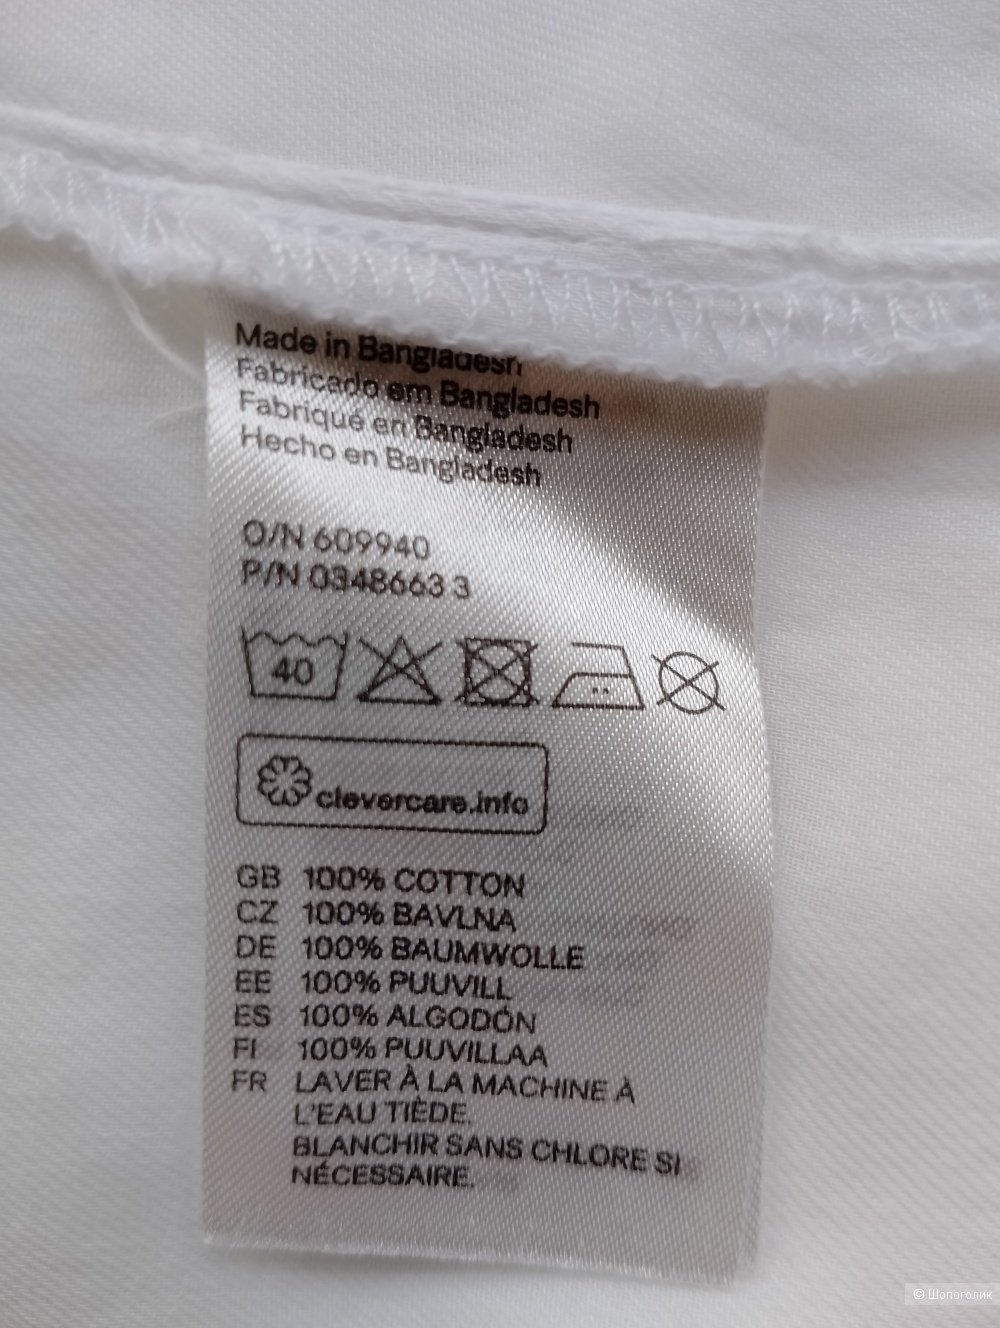 Made in Bangladesh
Fabricado em Bangladesh
Fabriqué en Bangladesh
Hecho en Bangladesh
O/N 609940
P/N 0348663 3
40
clevercare.info
GB 100% COTTON
CZ 100% BAVLNA
DE 100% BAUMWOLLE
EE 100% PUUVILL
ES 100% ALGODÓN
FI 100% PUUVILLAA
FR LAVER À LA MACHINE À
L'EAU TIÈDE.
BLANCHIR SANS CHLORE SI
NÉCESSAIRE.
© Шопоголик